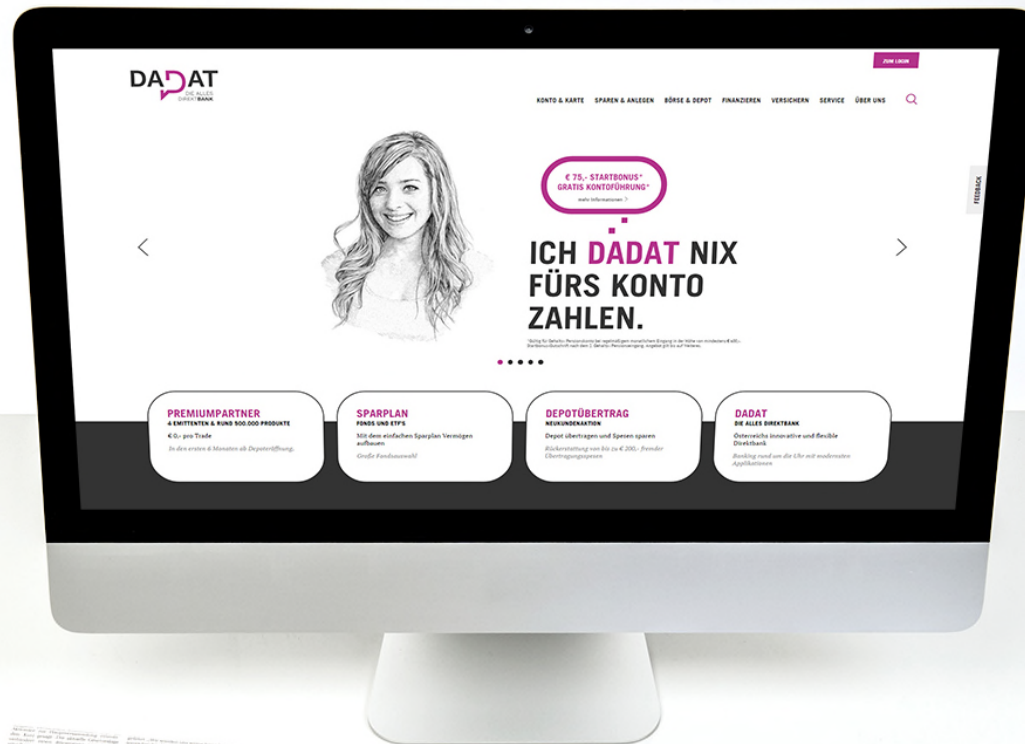 ZUM LOGIN
DADAT
DIE ALLES
DIREKTBANK
KONTO & KARTE SPAREN & ANLEGEN BÖRSE & DEPOT FINANZIEREN VERSICHERN SERVICE ÜBER UNS
€ 75,- STARTBONUS*
GRATIS KONTOFÜHRUNG*
mehr Informationen >
FEEDBACK
ICH DADAT NIX
FÜRS KONTO
ZAHLEN.
PREMIUMPARTNER
6 EMITTENTEN & RUND 500.000 PRODUKTE
€ 0,- pro Trade
In den ersten 6 Monaten ab Depoteröffnung.
SPARPLAN
FONDS UND ETF'S
Mit dem einfachen Sparplan Vermögen
aufbauen
Große Fondsauswahl
DEPOTÜBERTRAG
NEUKUNDENAKTION
Depot übertragen und Spesen sparen
Rückerstattung von bis zu € 200,- fremder
Übertragungsspesen
DADAT
DIE ALLES DIREKTBANK
Österreichs innovative und flexible
Direktbank
Banking rund um die Uhr mit modernsten
Applikationen